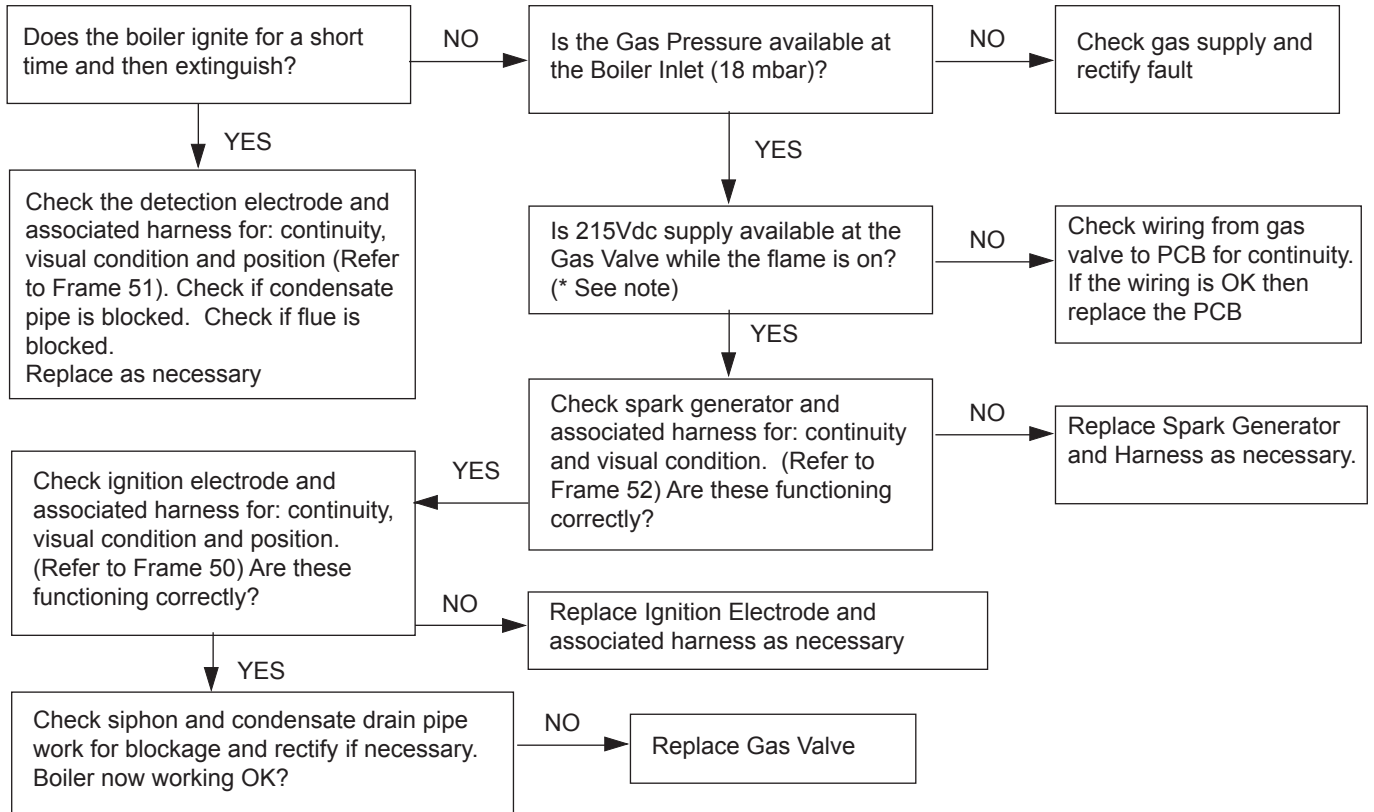 Does the boiler ignite for a short
time and then extinguish?
NO
Is the Gas Pressure available at
the Boiler Inlet (18 mbar)?
NO
Check gas supply and
rectify fault
YES
YES
Check the detection electrode and
associated harness for: continuity,
visual condition and position (Refer
to Frame 51). Check if condensate
pipe is blocked.  Check if flue is
blocked.
Replace as necessary
Is 215Vdc supply available at the
Gas Valve while the flame is on?
(* See note)
NO
Check wiring from gas
valve to PCB for continuity.
If the wiring is OK then
replace the PCB
YES
Check spark generator and
associated harness for: continuity
and visual condition.  (Refer to
Frame 52) Are these functioning
correctly?
NO
Replace Spark Generator
and Harness as necessary.
YES
Check ignition electrode and
associated harness for: continuity,
visual condition and position.
(Refer to Frame 50) Are these
functioning correctly?
NO
Replace Ignition Electrode and
associated harness as necessary
YES
Check siphon and condensate drain pipe
work for blockage and rectify if necessary.
Boiler now working OK?
NO
Replace Gas Valve